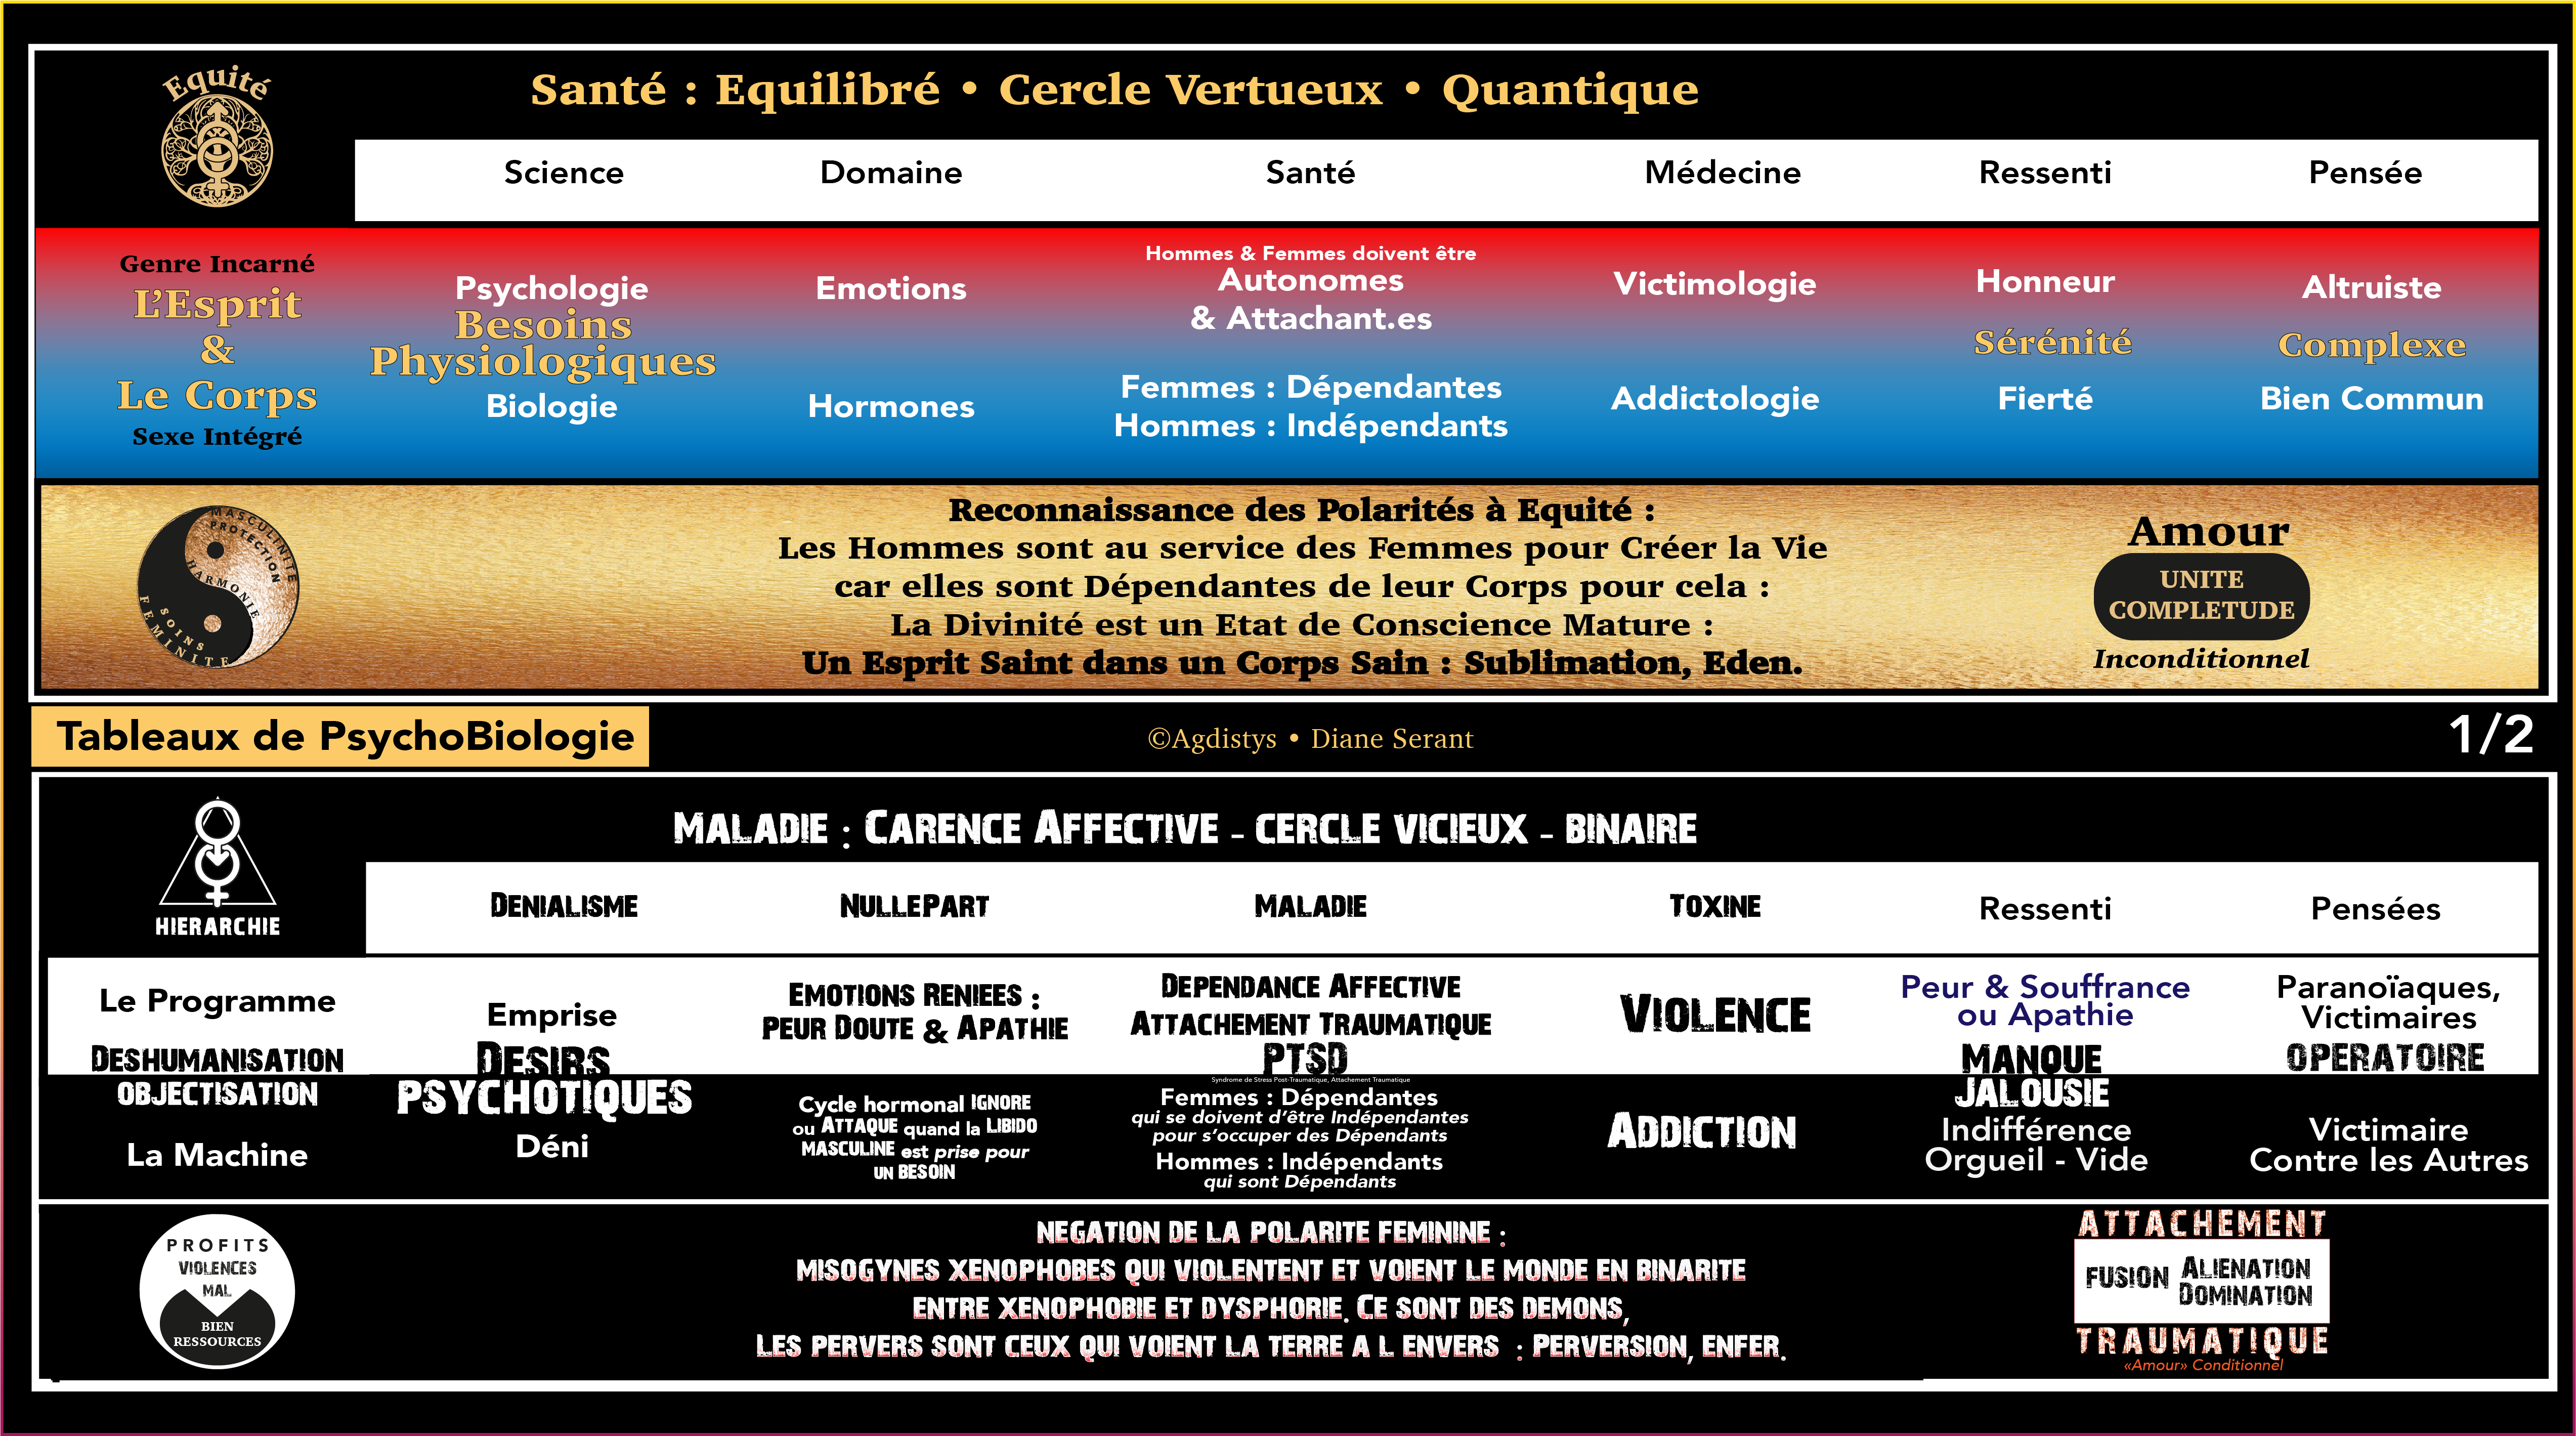 Equité
Santé : Equilibré • Cercle Vertueux • Quantique
Science Domaine Santé Médecine Ressenti Pensée
Genre Incarné
L'Esprit
&
Le Corps
Sexe Intégré
Psychologie
Besoins
Physiologiques
Biologie
Emotions
Hormones
Hommes & Femmes doivent être
Autonomes
& Attachant.es
Femmes : Dépendantes
Hommes : Indépendants
Victimologie
Addictologie
Honneur
Sérénité
Fierté
Altruiste
Complexe
Bien Commun
MASCULINITE
PROTECTION
HARMONIE
SOINS
FEMINITE
Reconnaissance des Polarités à Equité :
Les Hommes sont au service des Femmes pour Créer la Vie
car elles sont Dépendantes de leur Corps pour cela :
La Divinité est un Etat de Conscience Mature :
Un Esprit Saint dans un Corps Sain : Sublimation, Eden.
Amour
UNITE
COMPLETUDE
Inconditionnel
Tableaux de PsychoBiologie
©Agdistys • Diane Serant
1/2
HIERARCHIE
MALADIE : CARENCE AFFECTIVE - CERCLE VICIEUX - BINAIRE
DENIALISME NULLEPART MALADIE TOXINE Ressenti Pensées
Le Programme
DESHUMANISATION
OBJECTISATION
La Machine
Emprise
DESIRS
PSYCHOTIQUES
Déni
EMOTIONS RENIEES :
PEUR DOUTE & APATHIE
Cycle hormonal IGNORE
ou ATTAQUE quand la LIBIDO
MASCULINE est prise pour
UN BESOIN
DEPENDANCE AFFECTIVE
ATTACHEMENT TRAUMATIQUE
PTSD
Syndrome de Stress Post-Traumatique, Attachement Traumatique
Femmes : Dépendantes
qui se doivent d'être Indépendantes
pour s'occuper des Dépendants
Hommes : Indépendants
qui sont Dépendants
VIOLENCE
ADDICTION
Peur & Souffrance
ou Apathie
MANQUE
JALOUSIE
Indifférence
Orgueil - Vide
Paranoïaques,
Victimaires
OPERATOIRE
Victimaire
Contre les Autres
PROFITS
VIOLENCES
MAL
BIEN
RESSOURCES
NEGATION DE LA POLARITE FEMININE :
MISOGYNES XENOPHOBES QUI VIOLENTENT ET VOIENT LE MONDE EN BINARITE
ENTRE XENOPHOBIE ET DYSPHORIE. CE SONT DES DEMONS,
LES PERVERS SONT CEUX QUI VOIENT LA TERRE A L ENVERS : PERVERSION, ENFER.
ATTACHEMENT
FUSION ALIENATION
DOMINATION
TRAUMATIQUE
«Amour» Conditionnel